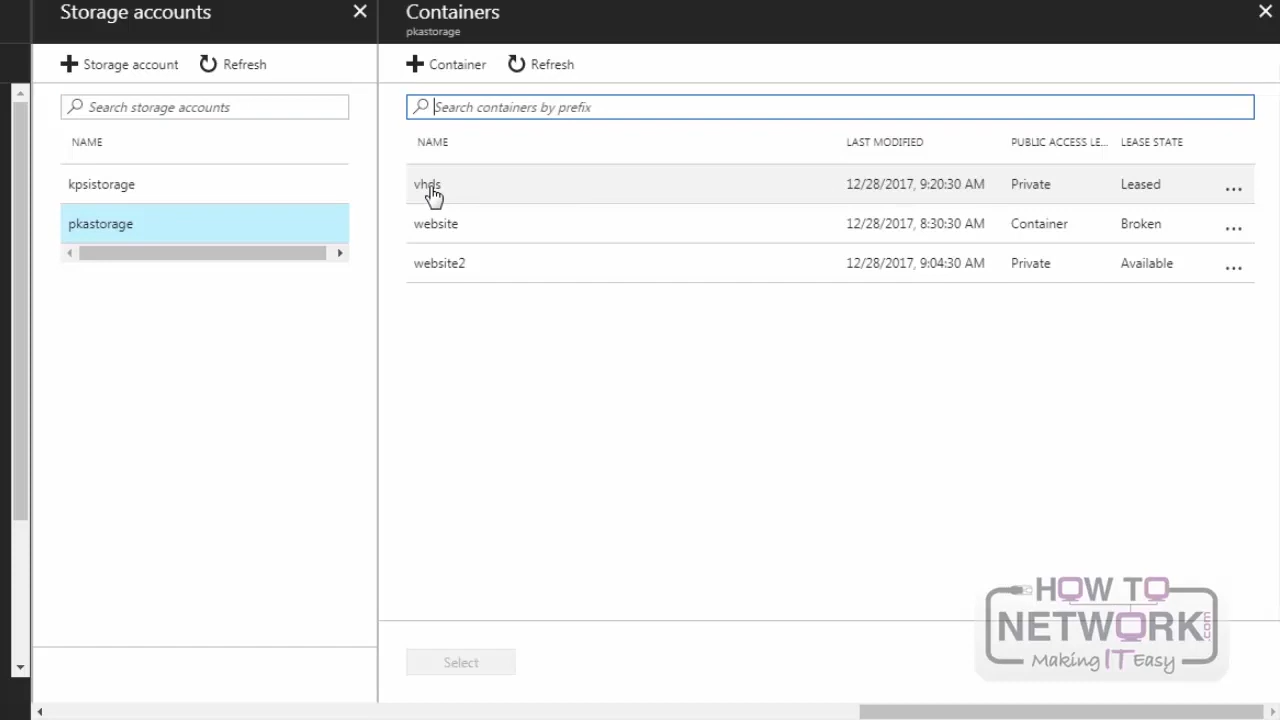 Storage accounts
Containers
pkastorage
Storage account
Refresh
Container
Refresh
Search storage accounts
Search containers by prefix
NAME
NAME
LAST MODIFIED
PUBLIC ACCESS LE...
LEASE STATE
kpsistorage
pkastorage
vhds
12/28/2017, 9:20:30 AM
Private
Leased
...
website
12/28/2017, 8:30:30 AM
Container
Broken
...
website2
12/28/2017, 9:04:30 AM
Private
Available
...
Select
HOW TO
NETWORK.com
Making IT Easy